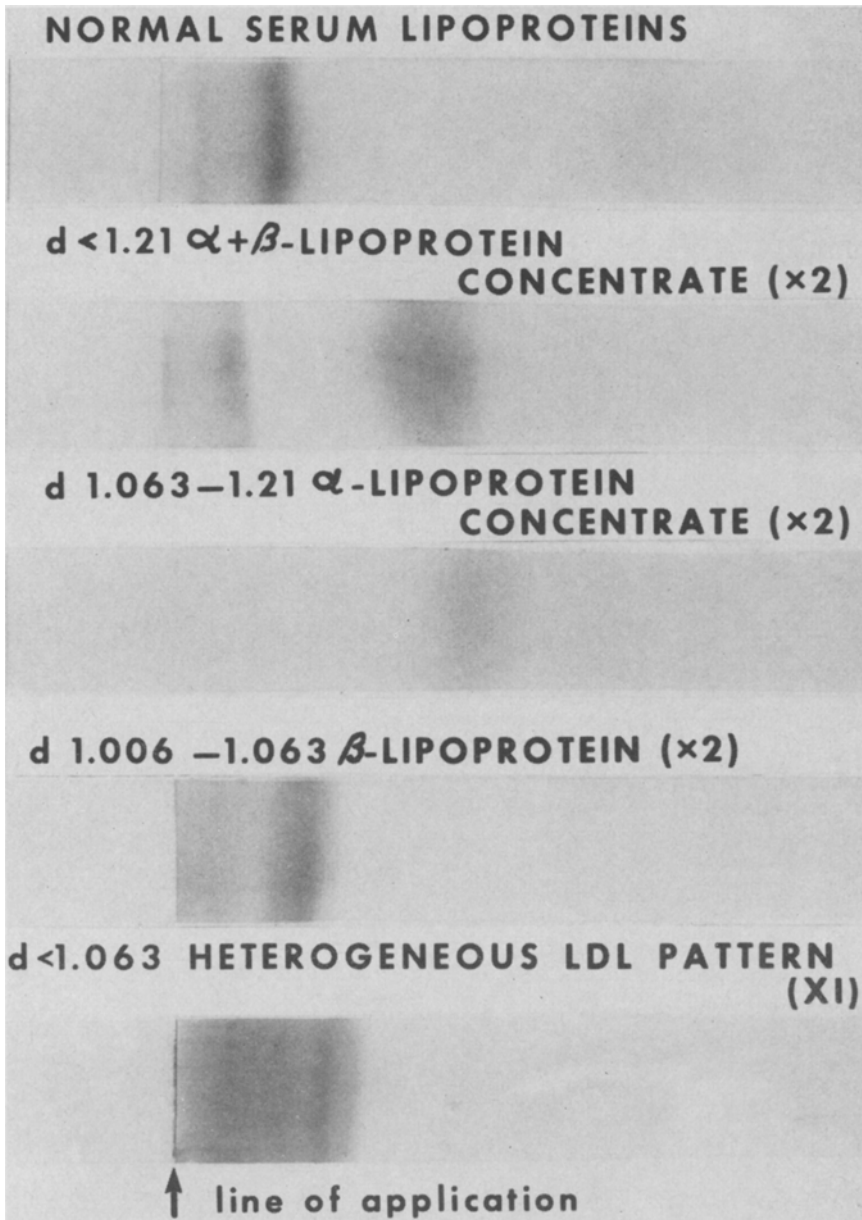 NORMAL SERUM LIPOPROTEINS
d <1.21 α+β-LIPOPROTEIN
CONCENTRATE (×2)
d 1.063–1.21 α-LIPOPROTEIN
CONCENTRATE (×2)
d 1.006 –1.063 β-LIPOPROTEIN (×2)
d<1.063 HETEROGENEOUS LDL PATTERN
(XI)
line of application